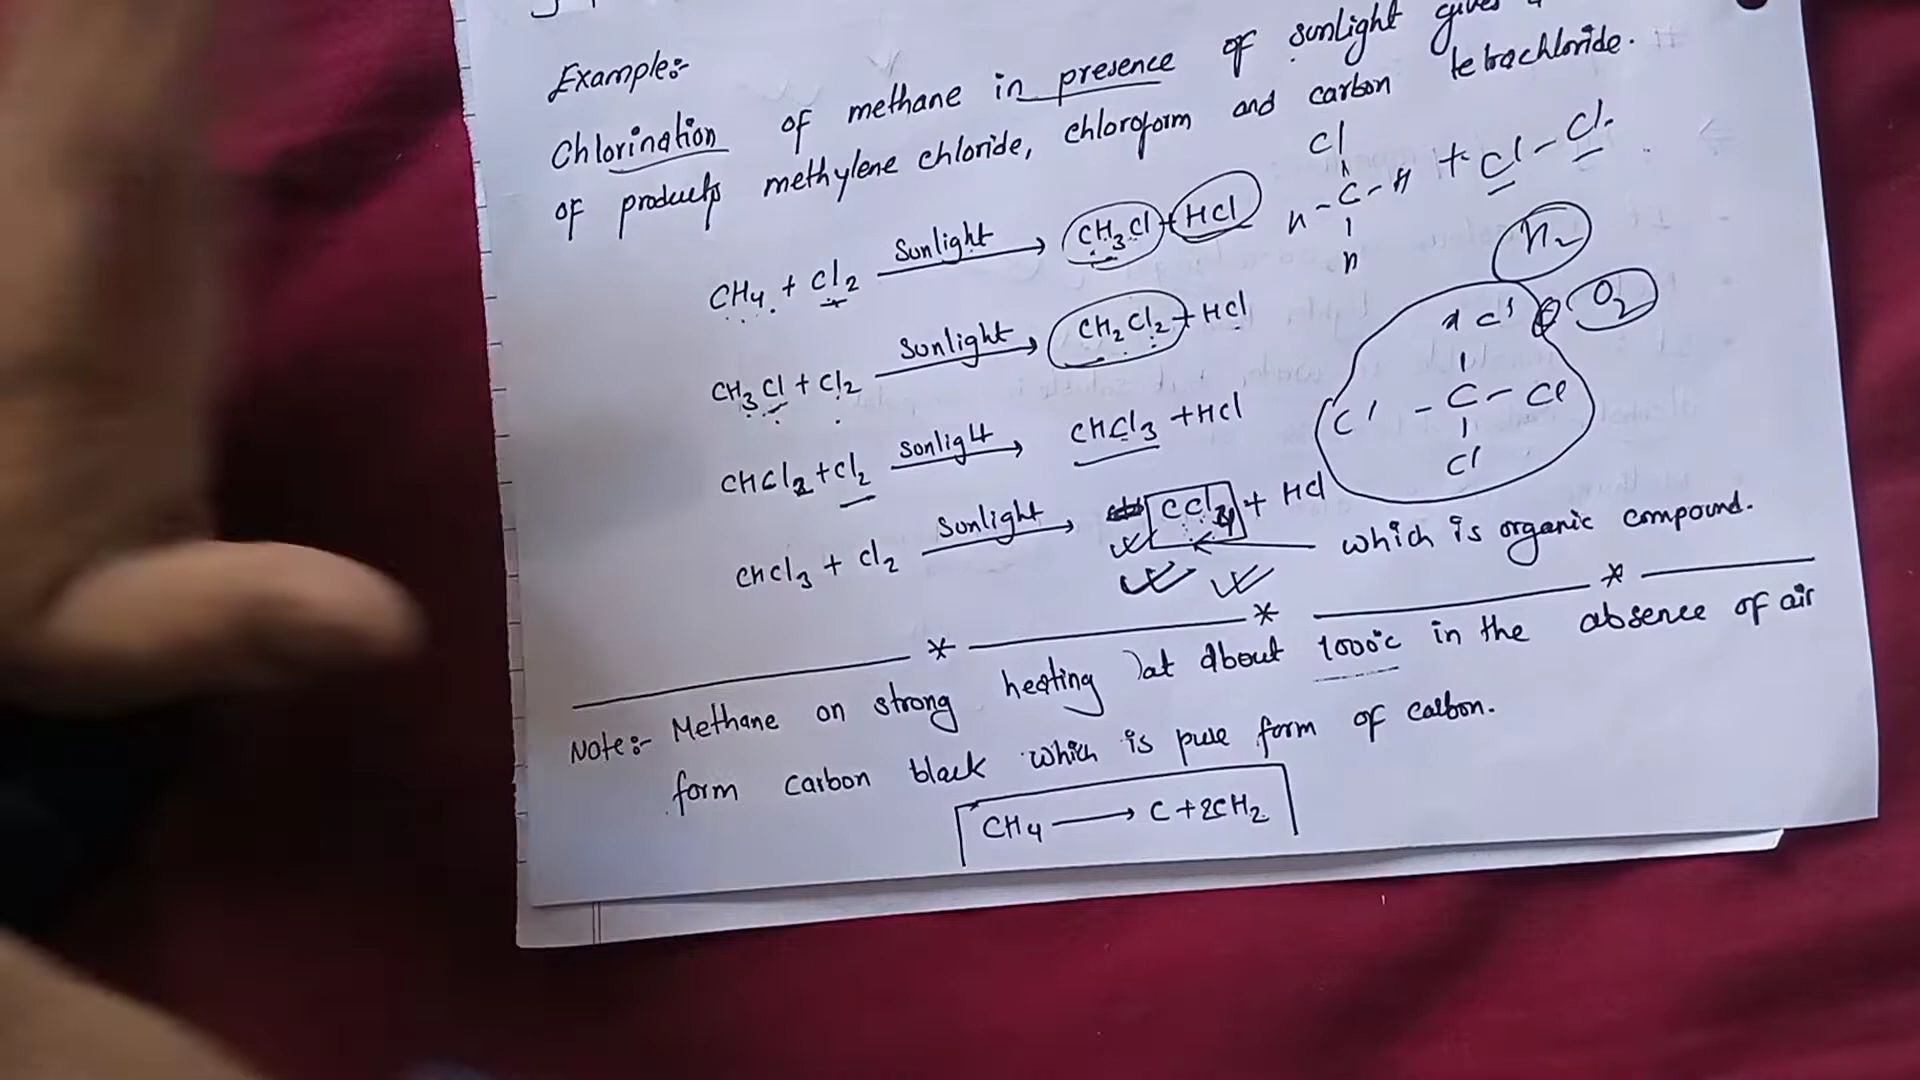 Example:-
Chlorination of methane in presence of sunlight gives
of products methylene chloride, chloroform and carbon tetrachloride.
CH4 + Cl2 Sunlight → CH3Cl + HCl
Cl
H - C - H + Cl - Cl
H
CH3Cl + Cl2 Sunlight → CH2Cl2 + HCl
H2
O2
Cl
Cl - C - Cl
Cl
CHCl2 + Cl2 sunlight → CHCl3 + HCl
CHCl3 + Cl2 Sunlight → CCl4 + HCl
← which is organic compound.
Note:- Methane on strong heating at about 1000°c in the absence of air
form carbon black which is pure form of carbon.
CH4 → C + 2CH2